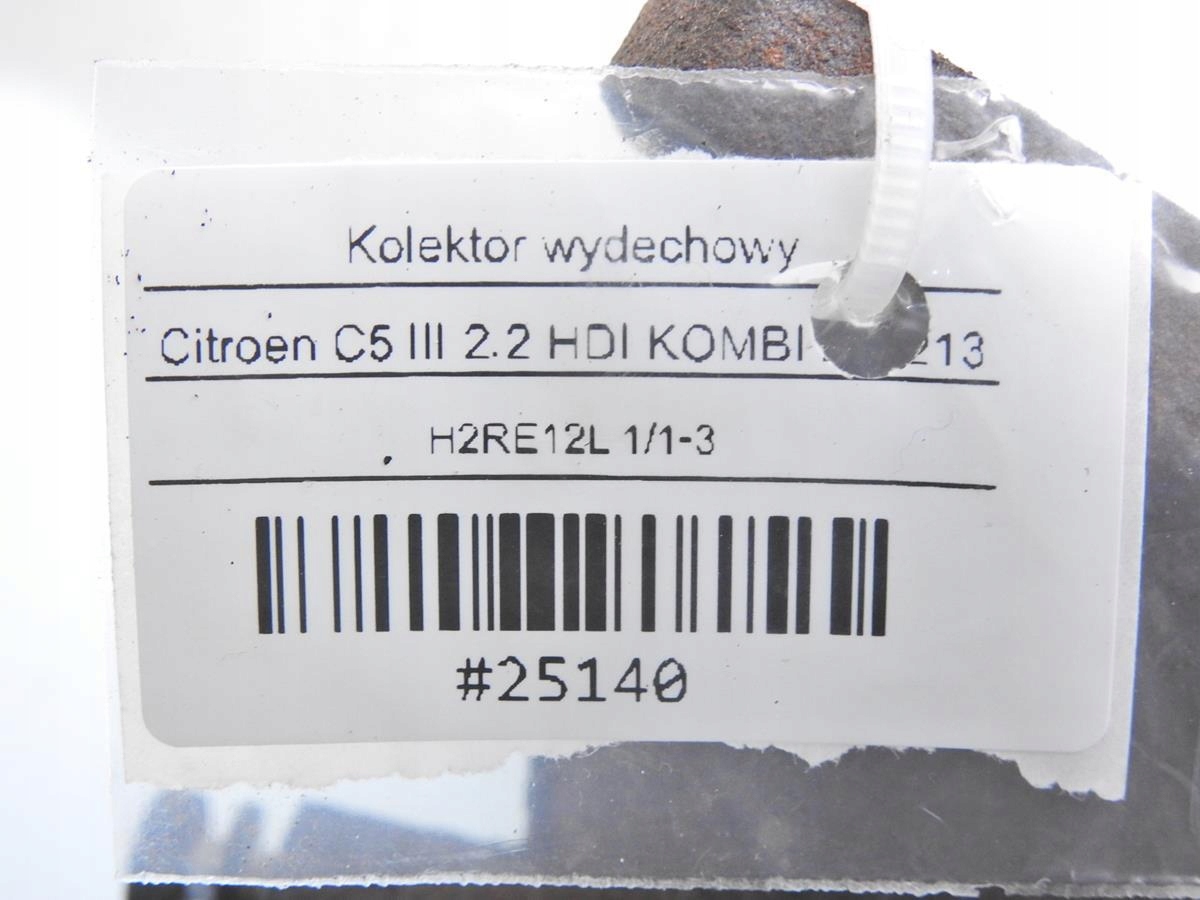 Kolektor wydechowy
Citroen C5 III 2.2 HDI KOMBI
H2RE12L 1/1-3
#25140